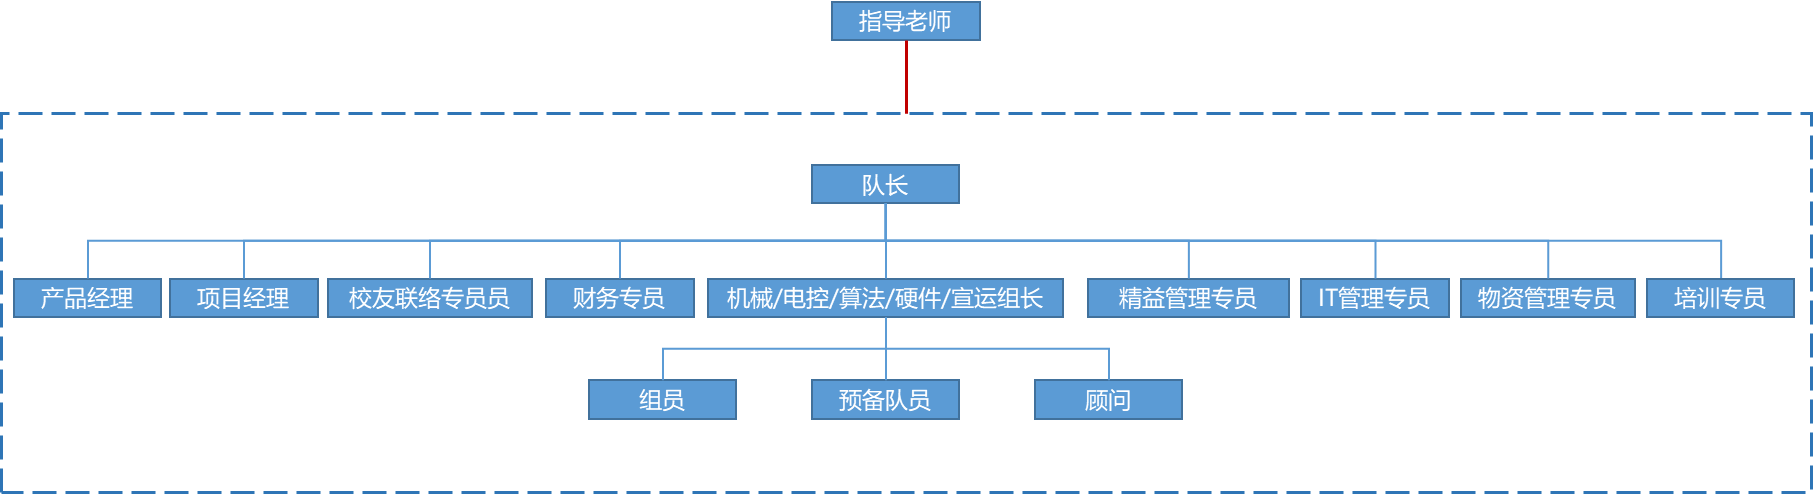 指导老师
队长
产品经理
项目经理
校友联络专员员
财务专员
机械/电控/算法/硬件/宣运组长
精益管理专员
IT管理专员
物资管理专员
培训专员
组员
预备队员
顾问